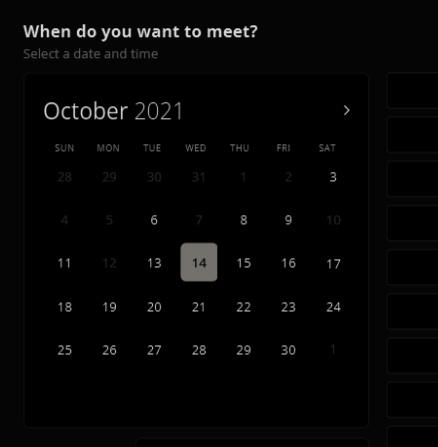 When do you want to meet?
Select a date and time
October 2021
SUN MON TUE WED THU FRI SAT
28 29 30 31 1 2 3
4 5 6 7 8 9 10
11 12 13 14 15 16 17
18 19 20 21 22 23 24
25 26 27 28 29 30 1